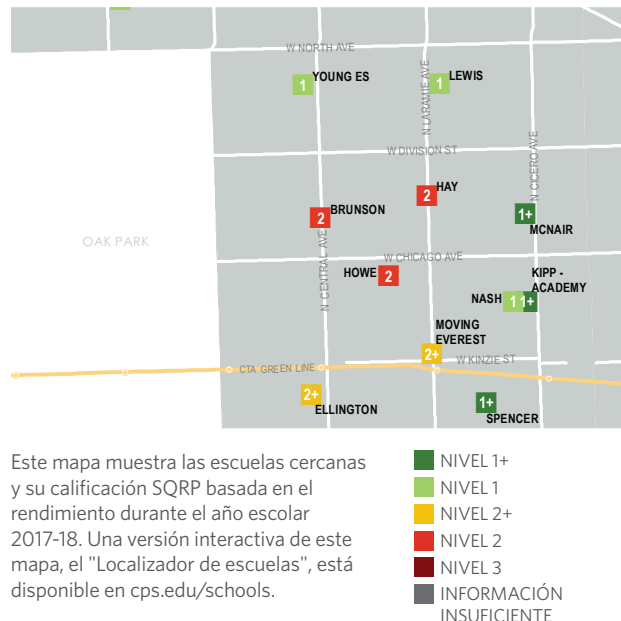 W NORTH AVE
1 YOUNG ES
1 LEWIS
N LARAMIE AVE
W DIVISION ST
N CICERO AVE
2 HAY
2 BRUNSON
1+
MCNAIR
OAK PARK
N CENTRAL AVE
W CHICAGO AVE
HOWE 2
KIPP -
ACADEMY
NASH 1 1+
MOVING
EVEREST
2+
W KINZIE ST
CTA GREEN LINE
2+
ELLINGTON
1+
SPENCER
Este mapa muestra las escuelas cercanas
y su calificación SQRP basada en el
rendimiento durante el año escolar
2017-18. Una versión interactiva de este
mapa, el "Localizador de escuelas", está
disponible en cps.edu/schools.
NIVEL 1+
NIVEL 1
NIVEL 2+
NIVEL 2
NIVEL 3
INFORMACIÓN
INSUFICIENTE